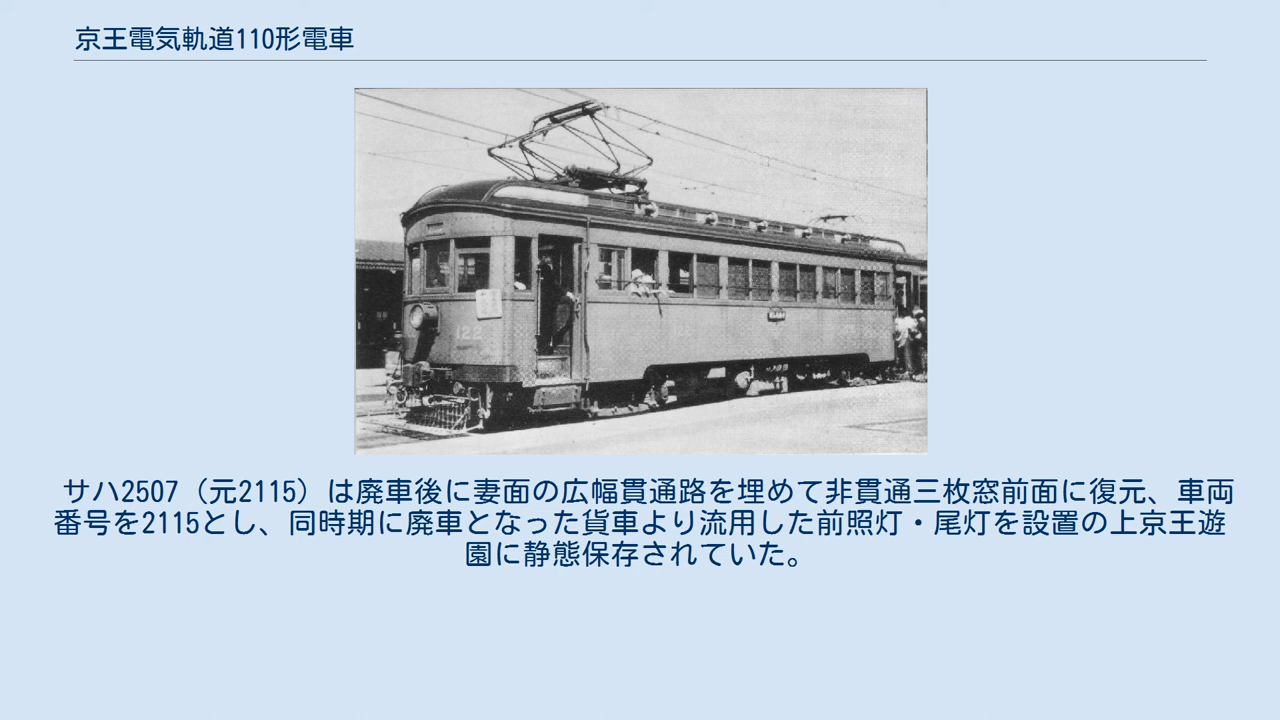 京王電気軌道110形電車
122
サハ2507（元2115）は廃車後に妻面の広幅貫通路を埋めて非貫通三枚窓前面に復元、車両
番号を2115とし、同時期に廃車となった貨車より流用した前照灯・尾灯を設置の上京王遊
園に静態保存されていた。